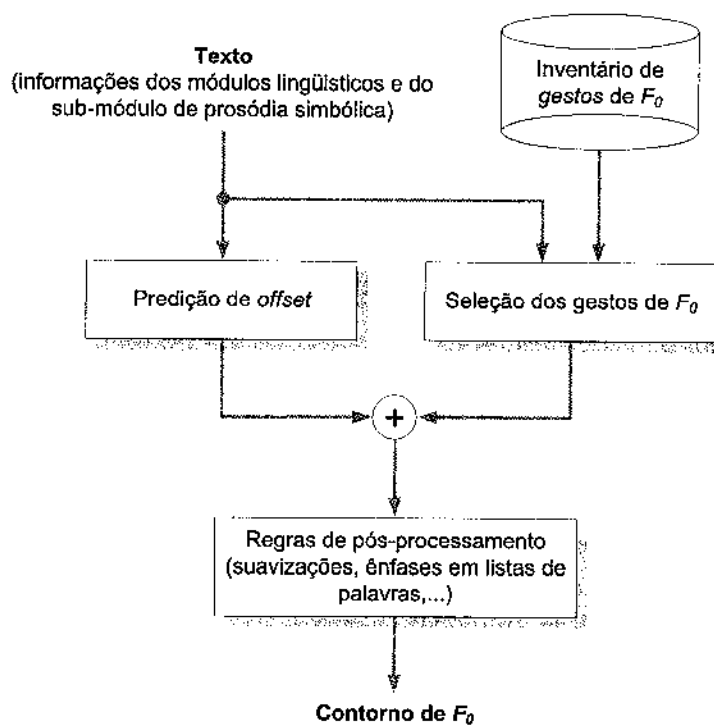 Texto
(informações dos módulos lingüísticos e do
sub-módulo de prosódia simbólica)
Inventário de
gestos de F0
Predição de offset
Seleção dos gestos de F0
+
Regras de pós-processamento
(suavizações, ênfases em listas de
palavras,...)
Contorno de F0